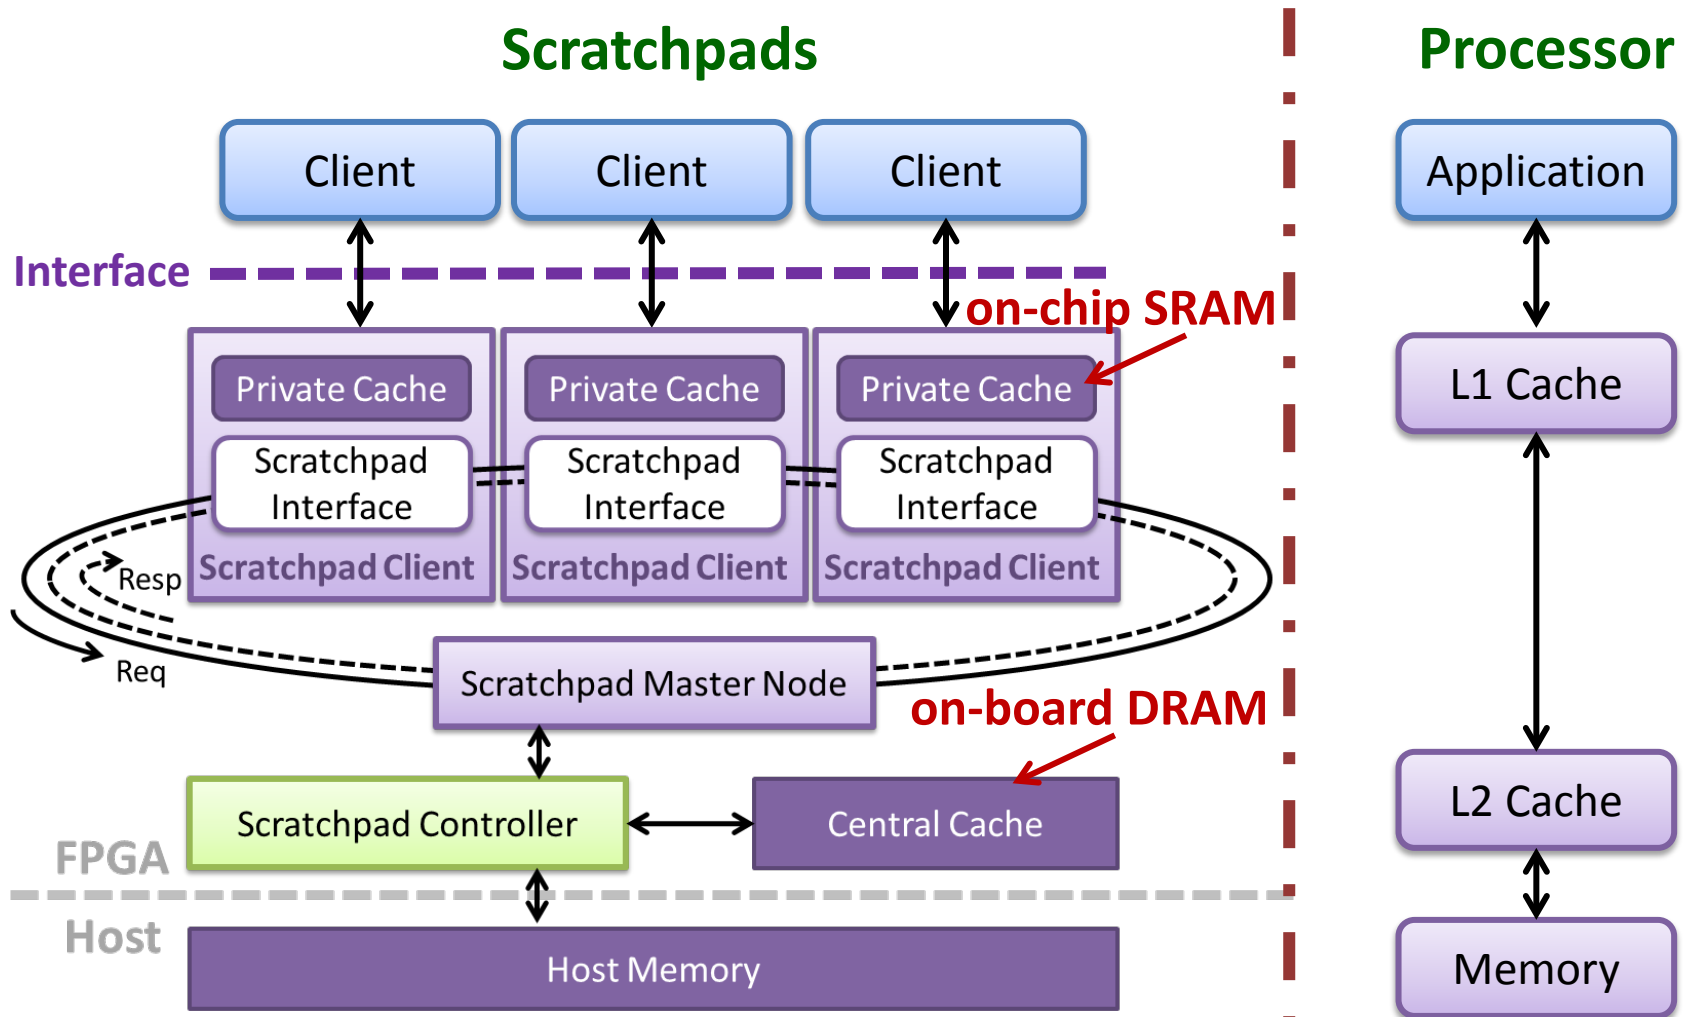 Scratchpads
Processor
Client
Client
Client
Application
Interface
on-chip SRAM
Private Cache
Private Cache
Private Cache
L1 Cache
Scratchpad
Interface
Scratchpad
Interface
Scratchpad
Interface
Scratchpad Client
Scratchpad Client
Scratchpad Client
Resp
Req
Scratchpad Master Node
on-board DRAM
Scratchpad Controller
Central Cache
L2 Cache
FPGA
Host
Host Memory
Memory